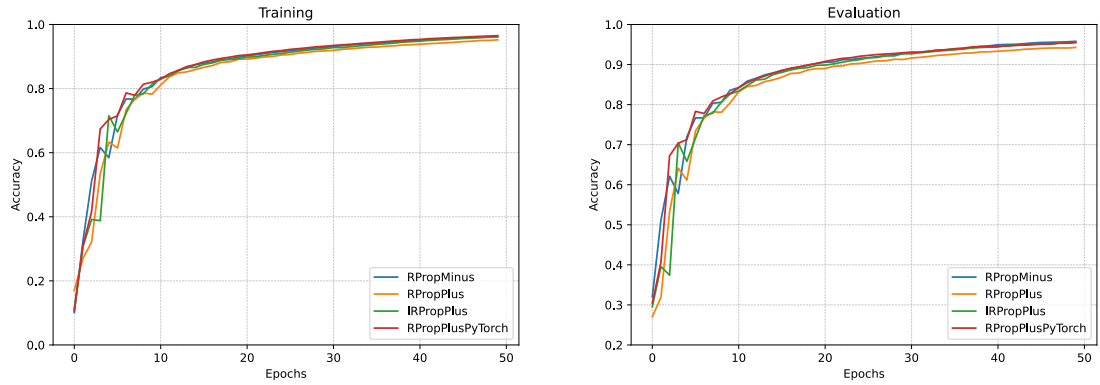 Training
1.0
0.8
0.6
0.4
0.2
0.0
Accuracy
0
10
20
30
40
50
Epochs
RPropMinus
RPropPlus
IRPropPlus
RPropPlusPyTorch
Evaluation
1.0
0.9
0.8
0.7
0.6
0.5
0.4
0.3
0.2
Accuracy
0
10
20
30
40
50
Epochs
RPropMinus
RPropPlus
IRPropPlus
RPropPlusPyTorch